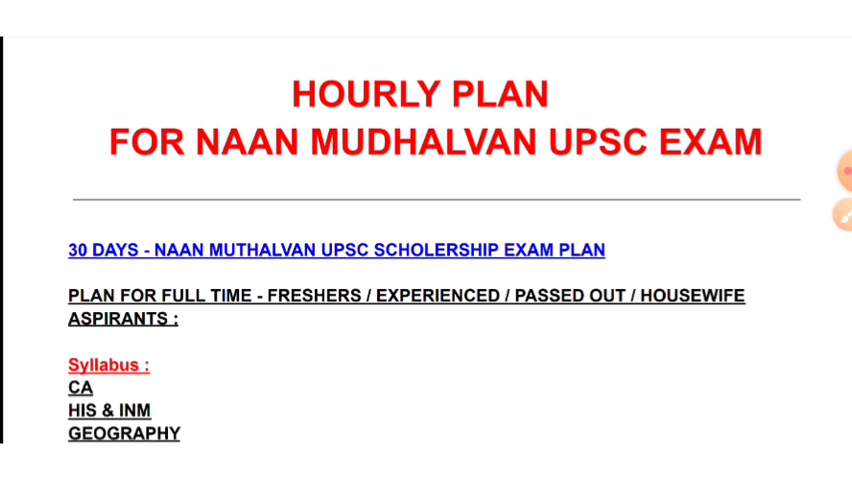 HOURLY PLAN
FOR NAAN MUDHALVAN UPSC EXAM
30 DAYS - NAAN MUTHALVAN UPSC SCHOLERSHIP EXAM PLAN
PLAN FOR FULL TIME - FRESHERS / EXPERIENCED / PASSED OUT / HOUSEWIFE
ASPIRANTS :
Syllabus :
CA
HIS & INM
GEOGRAPHY